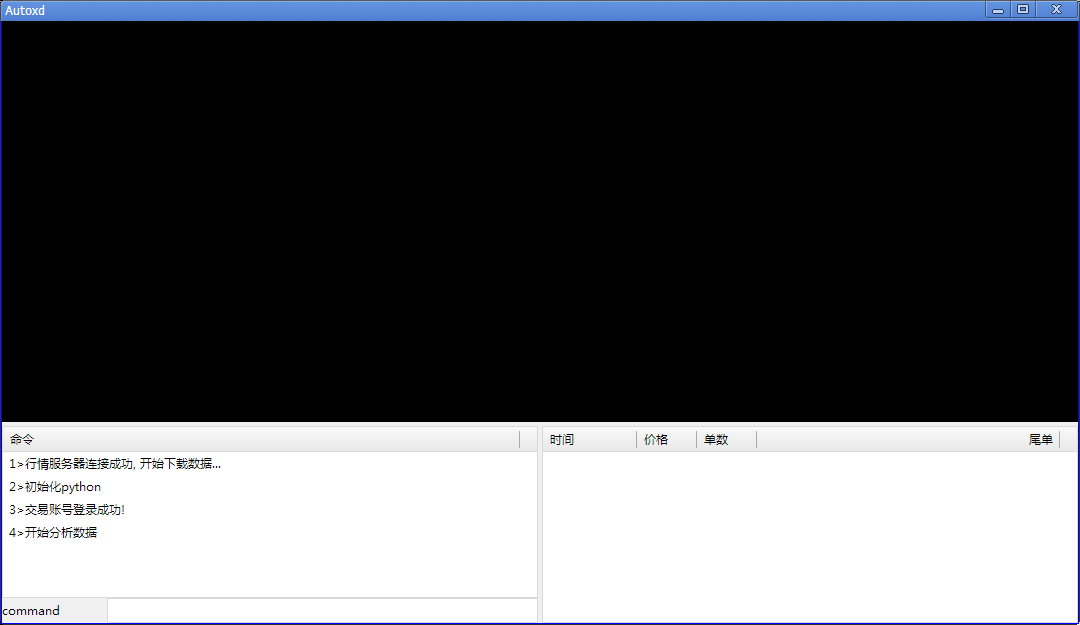 Autoxd
命令
1>行情服务器连接成功, 开始下载数据...
2>初始化python
3>交易账号登录成功!
4>开始分析数据
command
时间 价格 单数 尾单